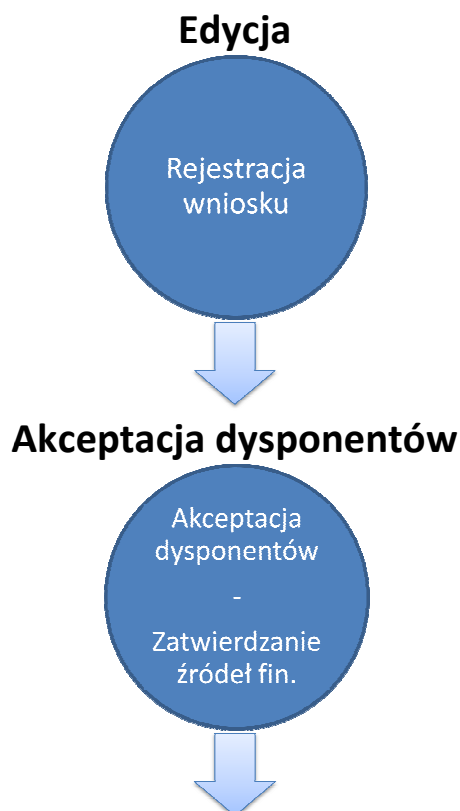 Edycja
Rejestracja
wniosku
Akceptacja dysponentów
Akceptacja
dysponentów
-
Zatwierdzanie
źródeł fin.